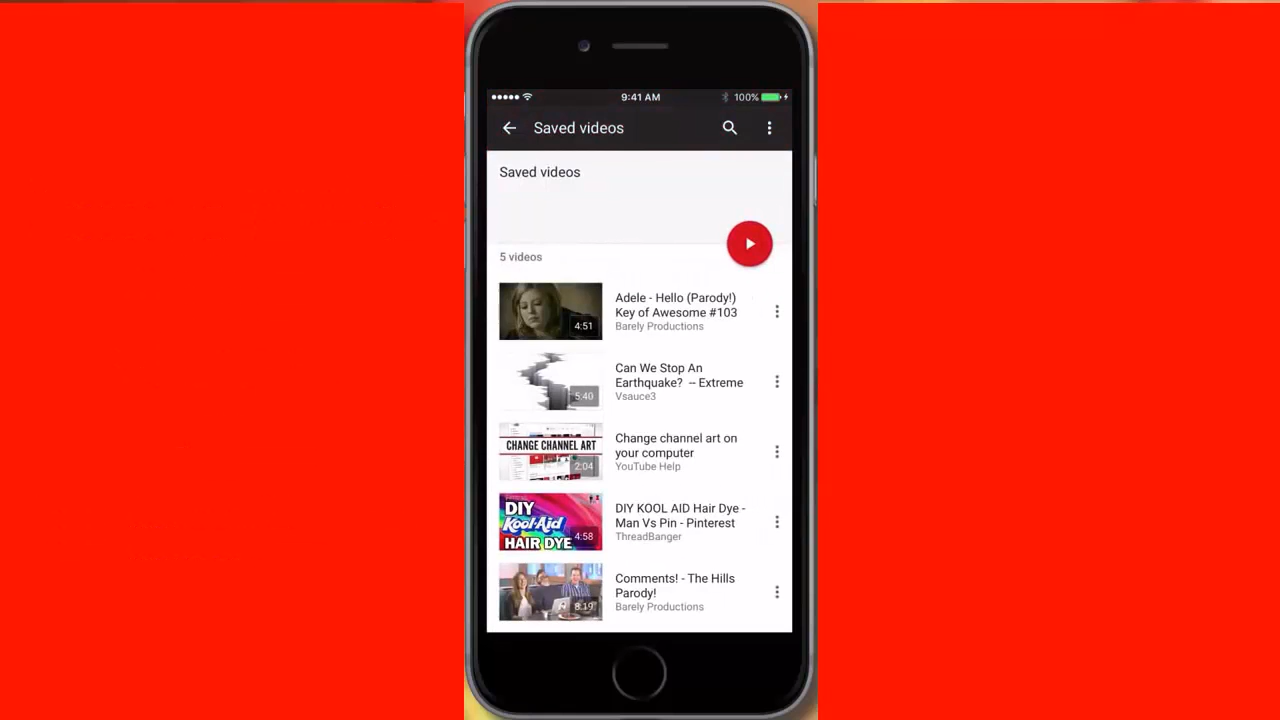 9:41 AM
100%
Saved videos
Saved videos
5 videos
4:51
Adele - Hello (Parody!)
Key of Awesome #103
Barely Productions
5:40
Can We Stop An
Earthquake? -- Extreme
Vsauce3
CHANGE CHANNEL ART
2:04
Change channel art on
your computer
YouTube Help
DIY
Kool-Aid
HAIR DYE
4:58
DIY KOOL AID Hair Dye -
Man Vs Pin - Pinterest
ThreadBanger
8:19
Comments! - The Hills
Parody!
Barely Productions